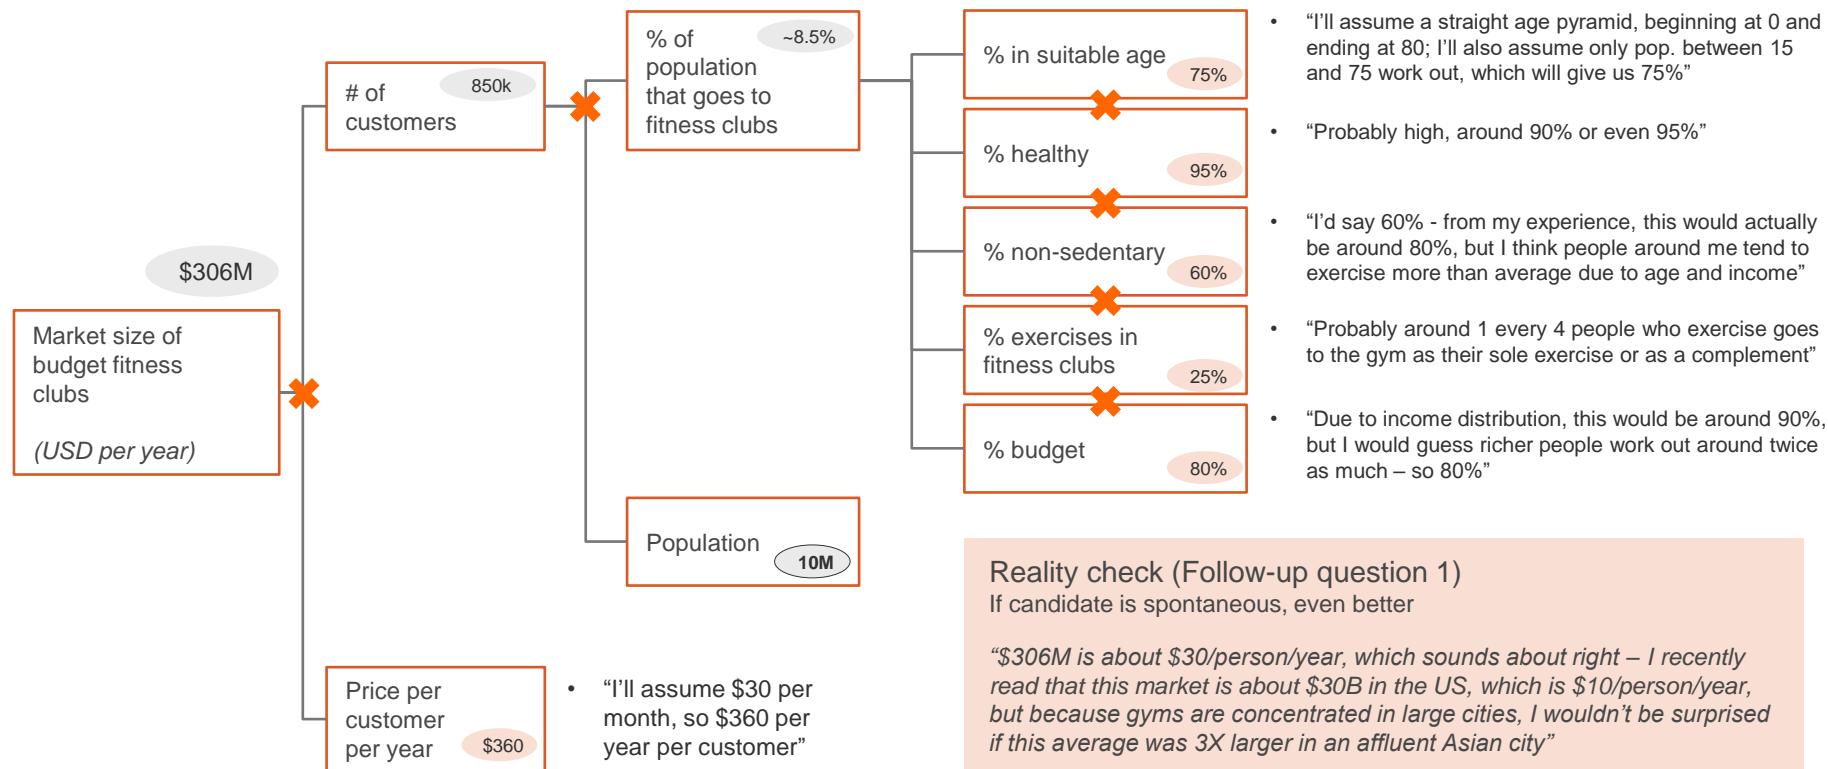 $306M
Market size of
budget fitness
clubs
(USD per year)
# of
customers
850k
Price per
customer
per year
$360
• “I’ll assume $30 per
month, so $360 per
year per customer”
% of
population
that goes to
fitness clubs
~8.5%
Population
10M
% in suitable age
75%
• “I’ll assume a straight age pyramid, beginning at 0 and
ending at 80; I’ll also assume only pop. between 15
and 75 work out, which will give us 75%”
% healthy
95%
• “Probably high, around 90% or even 95%”
% non-sedentary
60%
• “I’d say 60% - from my experience, this would actually
be around 80%, but I think people around me tend to
exercise more than average due to age and income”
% exercises in
fitness clubs
25%
• “Probably around 1 every 4 people who exercise goes
to the gym as their sole exercise or as a complement”
% budget
80%
• “Due to income distribution, this would be around 90%,
but I would guess richer people work out around twice
as much – so 80%”
Reality check (Follow-up question 1)
If candidate is spontaneous, even better
“$306M is about $30/person/year, which sounds about right – I recently
read that this market is about $30B in the US, which is $10/person/year,
but because gyms are concentrated in large cities, I wouldn’t be surprised
if this average was 3X larger in an affluent Asian city”